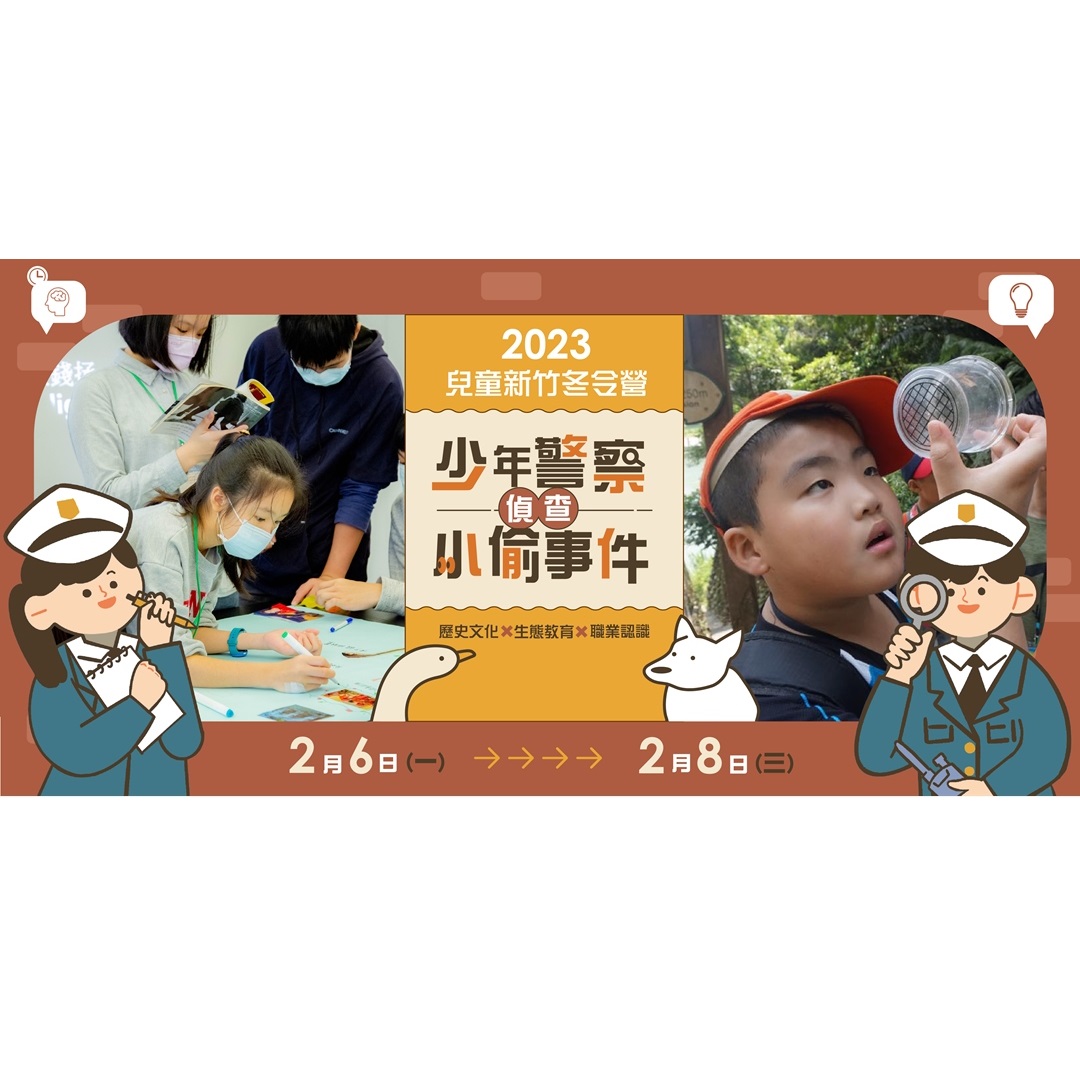 2023
兒童新竹冬令營
少年警察
偵查
小偷事件
歷史文化×生態教育×職業認識
2月6日(一) →→→→ 2月8日(三)